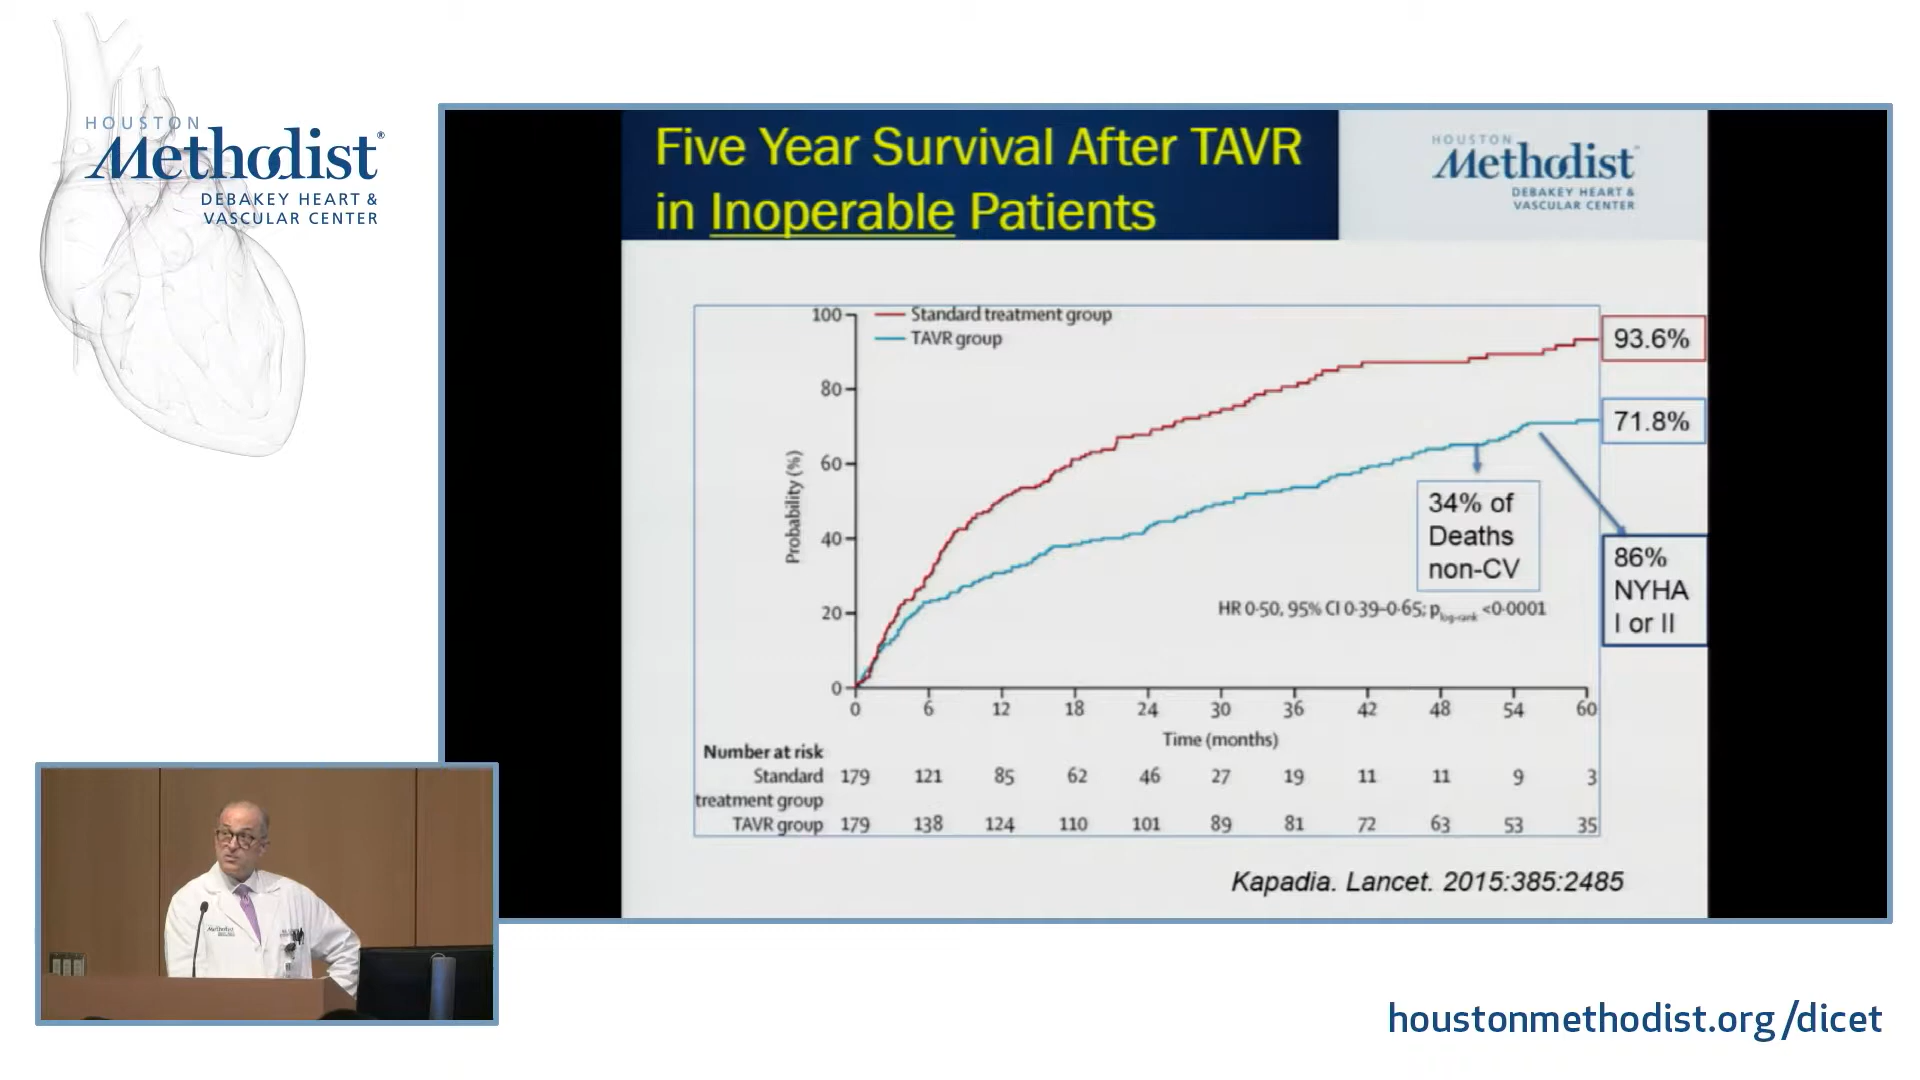 HOUSTON
Methodist®
DEBAKEY HEART &
VASCULAR CENTER
Five Year Survival After TAVR
in Inoperable Patients
HOUSTON
Methodist
DEBAKEY HEART &
VASCULAR CENTER
100
Standard treatment group
TAVR group
80
60
40
20
0
Probability (%)
93.6%
71.8%
34% of
Deaths
non-CV
86%
NYHA
I or II
HR 0·50, 95% CI 0·39–0·65; plog-rank <0·0001
0 6 12 18 24 30 36 42 48 54 60
Time (months)
Number at risk
Standard 179 121 85 62 46 27 19 11 11 9 3
treatment group
TAVR group 179 138 124 110 101 89 81 72 63 53 35
Kapadia. Lancet. 2015:385:2485
Methodist
houstonmethodist.org/dicet